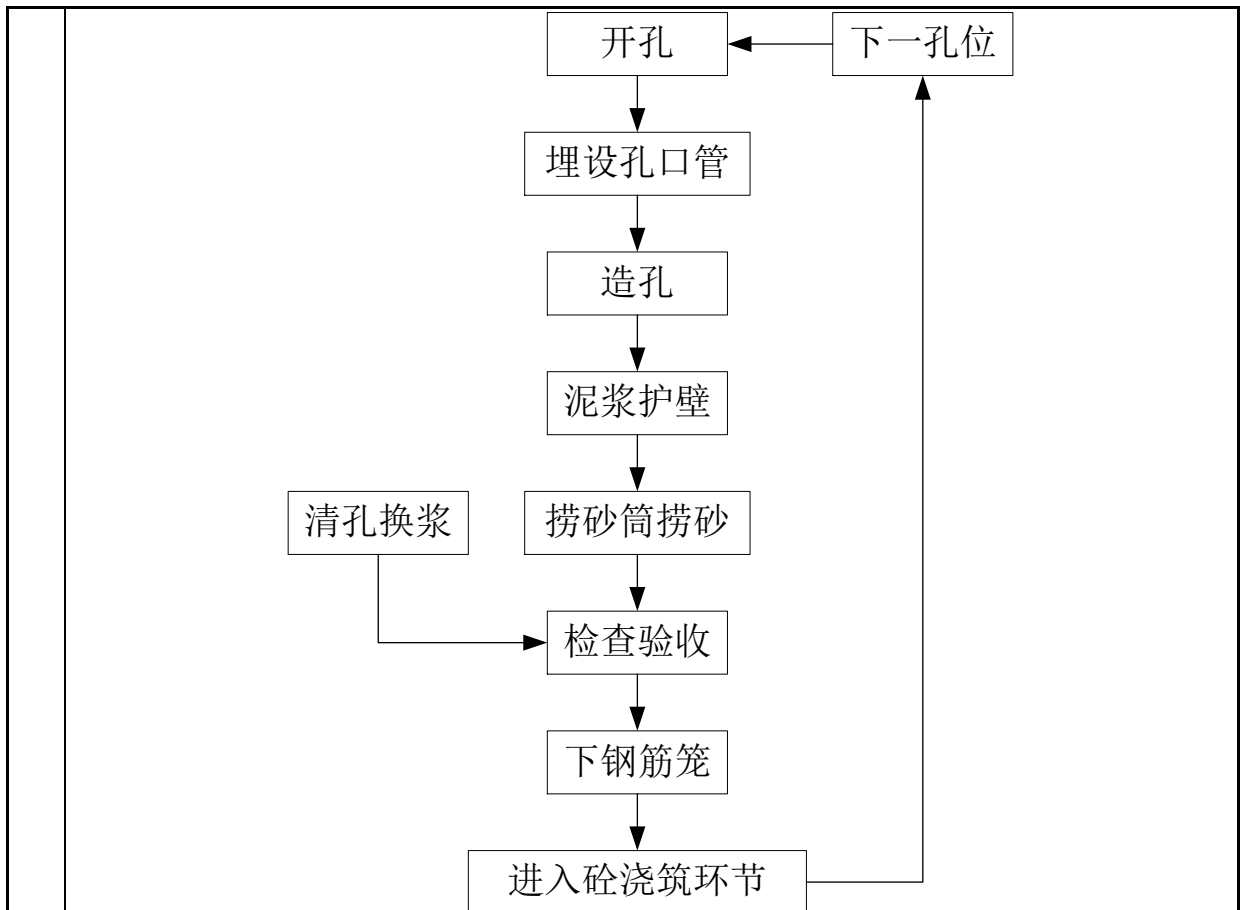 开孔
下一孔位
埋设孔口管
造孔
泥浆护壁
清孔换浆
捞砂筒捞砂
检查验收
下钢筋笼
进入砼浇筑环节